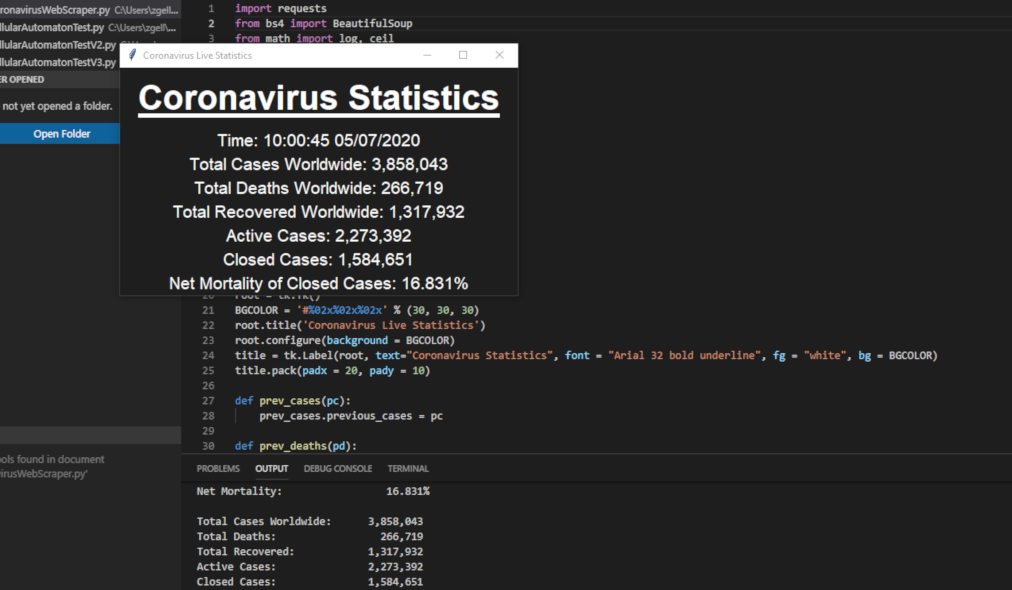 ronavirusWebScraper.py C:\Users\zgell...
llularAutomatonTest.py C:\Users\zgell\...
llularAutomatonTestV2.py
llularAutomatonTestV3.py
ER OPENED
not yet opened a folder.
Open Folder
ools found in document
virusWebScraper.py'
1 import requests
2 from bs4 import BeautifulSoup
3 from math import log, ceil
Coronavirus Live Statistics
Coronavirus Statistics
Time: 10:00:45 05/07/2020
Total Cases Worldwide: 3,858,043
Total Deaths Worldwide: 266,719
Total Recovered Worldwide: 1,317,932
Active Cases: 2,273,392
Closed Cases: 1,584,651
Net Mortality of Closed Cases: 16.831%
20 root = tk.Tk()
21 BGCOLOR = '#%02x%02x%02x' % (30, 30, 30)
22 root.title('Coronavirus Live Statistics')
23 root.configure(background = BGCOLOR)
24 title = tk.Label(root, text="Coronavirus Statistics", font = "Arial 32 bold underline", fg = "white", bg = BGCOLOR)
25 title.pack(padx = 20, pady = 10)
26
27 def prev_cases(pc):
28 prev_cases.previous_cases = pc
29
30 def prev_deaths(pd):
PROBLEMS OUTPUT DEBUG CONSOLE TERMINAL
Net Mortality: 16.831%
Total Cases Worldwide: 3,858,043
Total Deaths: 266,719
Total Recovered: 1,317,932
Active Cases: 2,273,392
Closed Cases: 1,584,651